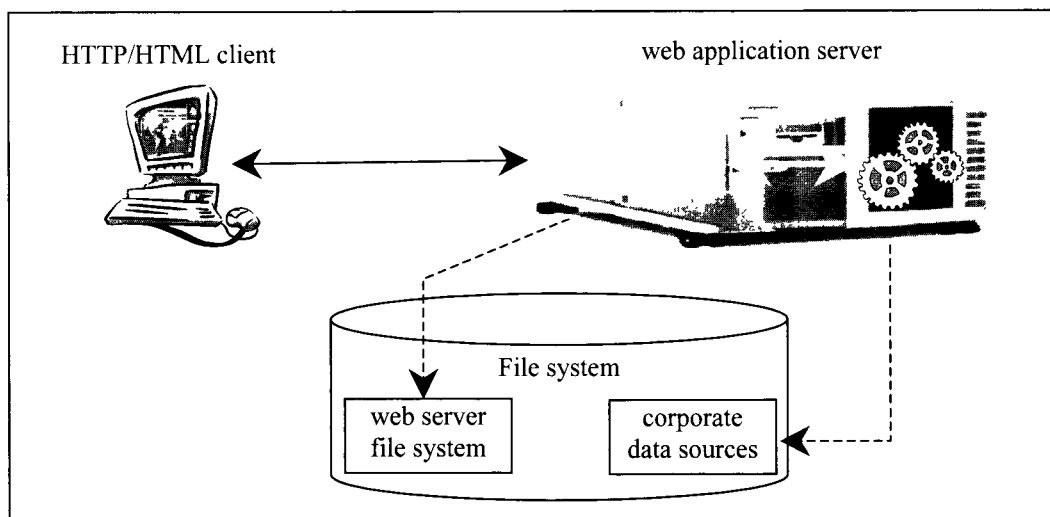 HTTP/HTML client
web application server
File system
web server
file system
corporate
data sources